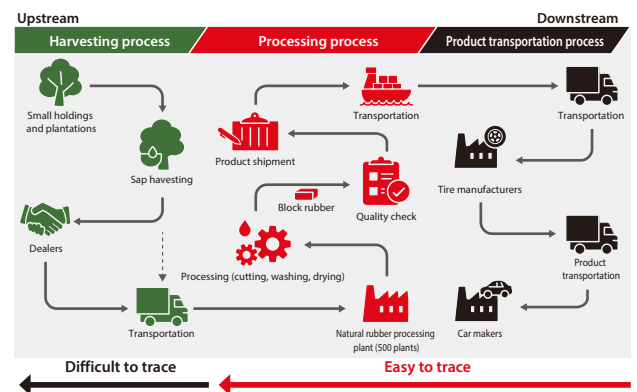 Upstream
Downstream
Harvesting process
Processing process
Product transportation process
Small holdings
and plantations
Sap havesting
Dealers
Transportation
Natural rubber processing
plant (500 plants)
Processing (cutting, washing, drying)
Block rubber
Quality check
Product shipment
Transportation
Transportation
Tire manufacturers
Product
transportation
Car makers
Difficult to trace
Easy to trace